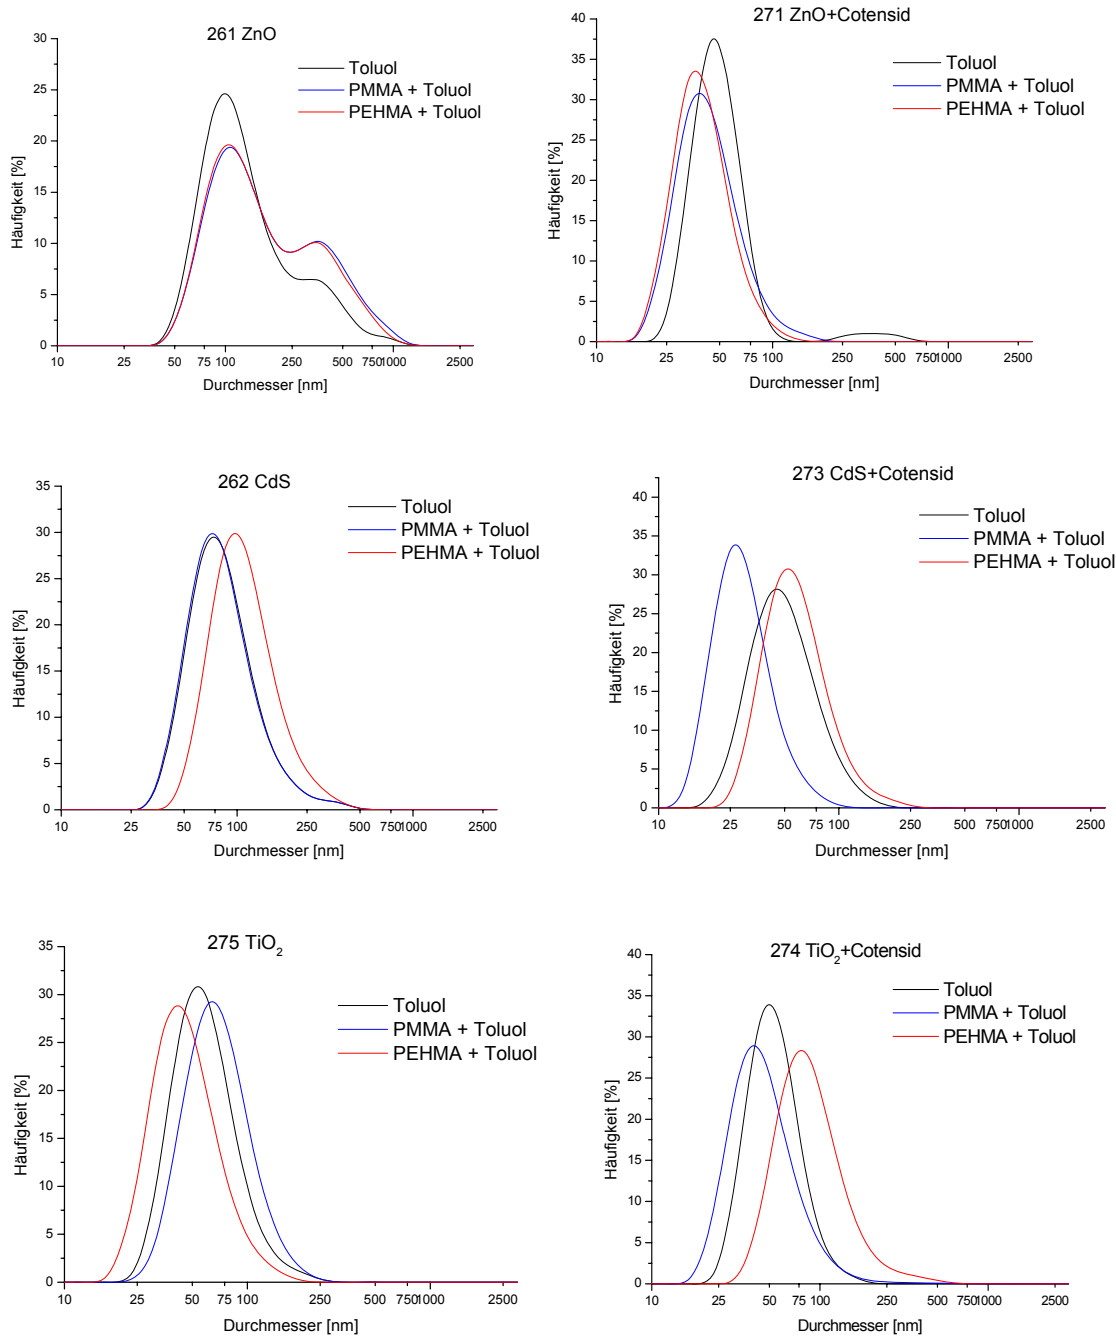 261 ZnO
Toluol
PMMA + Toluol
PEHMA + Toluol
Häufigkeit [%]
30
25
20
15
10
5
0
10 25 50 75 100 250 500 750 1000 2500
Durchmesser [nm]
271 ZnO+Cotensid
Toluol
PMMA + Toluol
PEHMA + Toluol
Häufigkeit [%]
40
35
30
25
20
15
10
5
0
10 25 50 75 100 250 500 750 1000 2500
Durchmesser [nm]
262 CdS
Toluol
PMMA + Toluol
PEHMA + Toluol
Häufigkeit [%]
35
30
25
20
15
10
5
0
10 25 50 75 100 250 500 750 1000 2500
Durchmesser [nm]
273 CdS+Cotensid
Toluol
PMMA + Toluol
PEHMA + Toluol
Häufigkeit [%]
40
35
30
25
20
15
10
5
0
10 25 50 75 100 250 500 750 1000 2500
Durchmesser [nm]
275 TiO2
Toluol
PMMA + Toluol
PEHMA + Toluol
Häufigkeit [%]
35
30
25
20
15
10
5
0
10 25 50 75 100 250 500 750 1000 2500
Durchmesser [nm]
274 TiO2+Cotensid
Toluol
PMMA + Toluol
PEHMA + Toluol
Häufigkeit [%]
40
35
30
25
20
15
10
5
0
10 25 50 75 100 250 500 750 1000 2500
Durchmesser [nm]